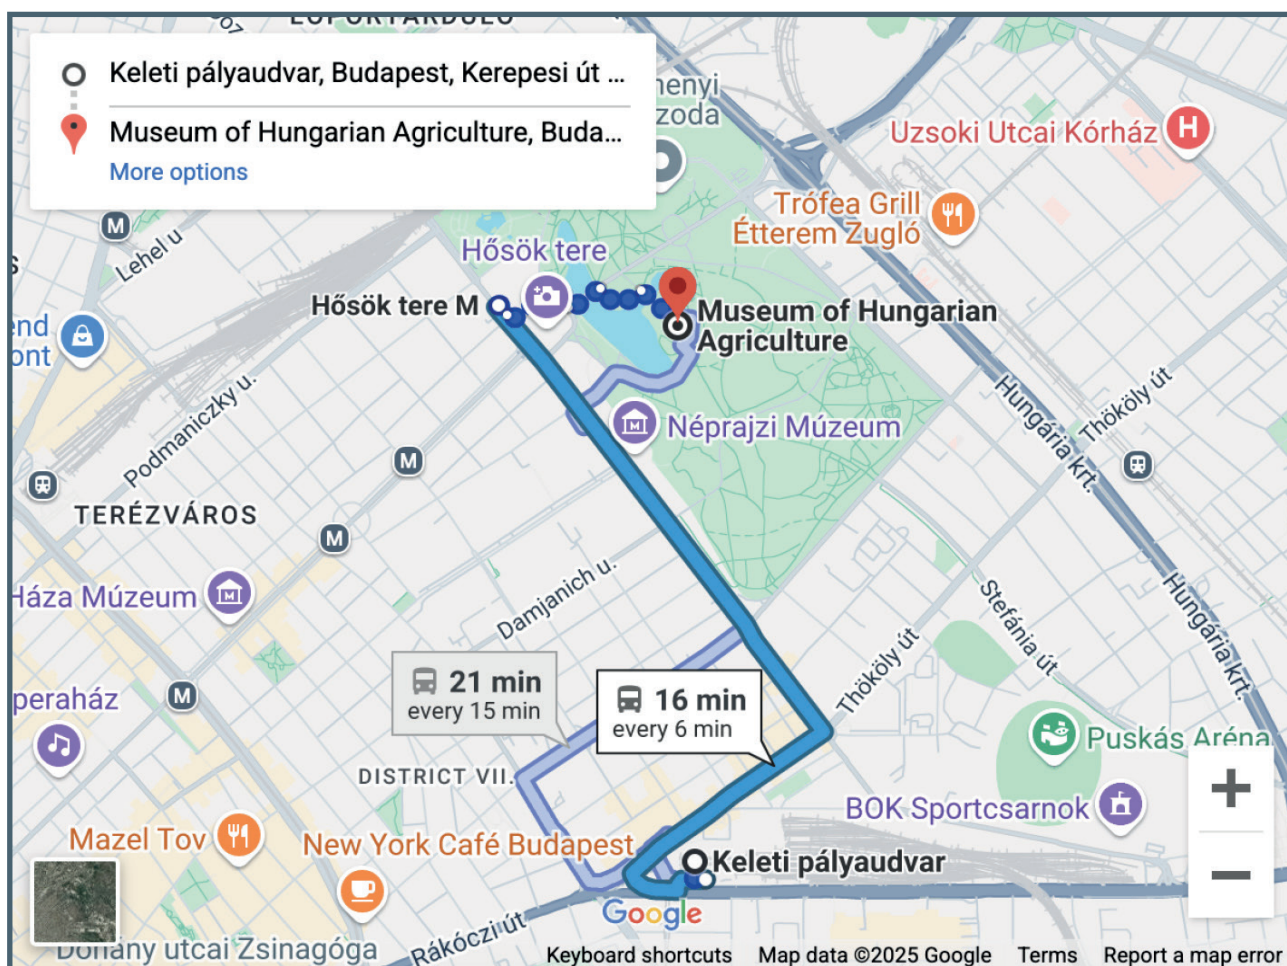 Keleti pályaudvar, Budapest, Kerepesi út ...
Museum of Hungarian Agriculture, Buda...
More options
Uzsoki Utcai Kórház
H
Trófea Grill
Étterem Zugló
M
Lehel u
Hősök tere
Hősök tere M
Museum of Hungarian
Agriculture
Podmaniczky u.
Hungária krt.
Thököly út
Néprajzi Múzeum
M
TERÉZVÁROS
M
Háza Múzeum
Damjanich u.
Stefánia út
Hungária krt.
21 min
every 15 min
16 min
every 6 min
Thököly út
M
peraház
Puskás Aréna
DISTRICT VII.
BOK Sportcsarnok
Mazel Tov
New York Café Budapest
Keleti pályaudvar
Google
Rákóczi út
Dohány utcai Zsinagóga
Keyboard shortcuts
Map data ©2025 Google
Terms
Report a map error